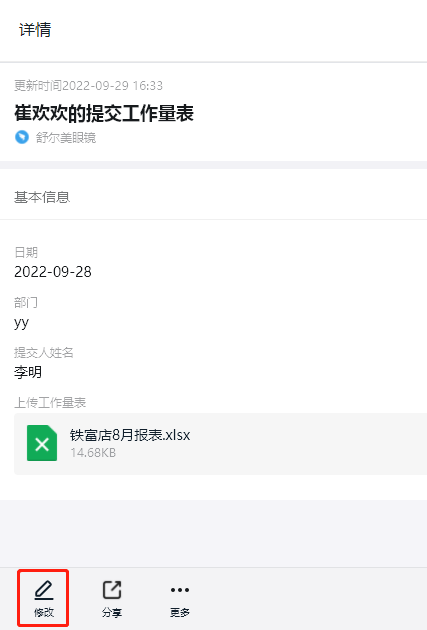 详情
更新时间2022-09-29 16:33
崔欢欢的提交工作量表
舒尔美眼镜
基本信息
日期
2022-09-28
部门
yy
提交人姓名
李明
上传工作量表
铁富店8月报表.xlsx
14.68KB
修改
分享
更多